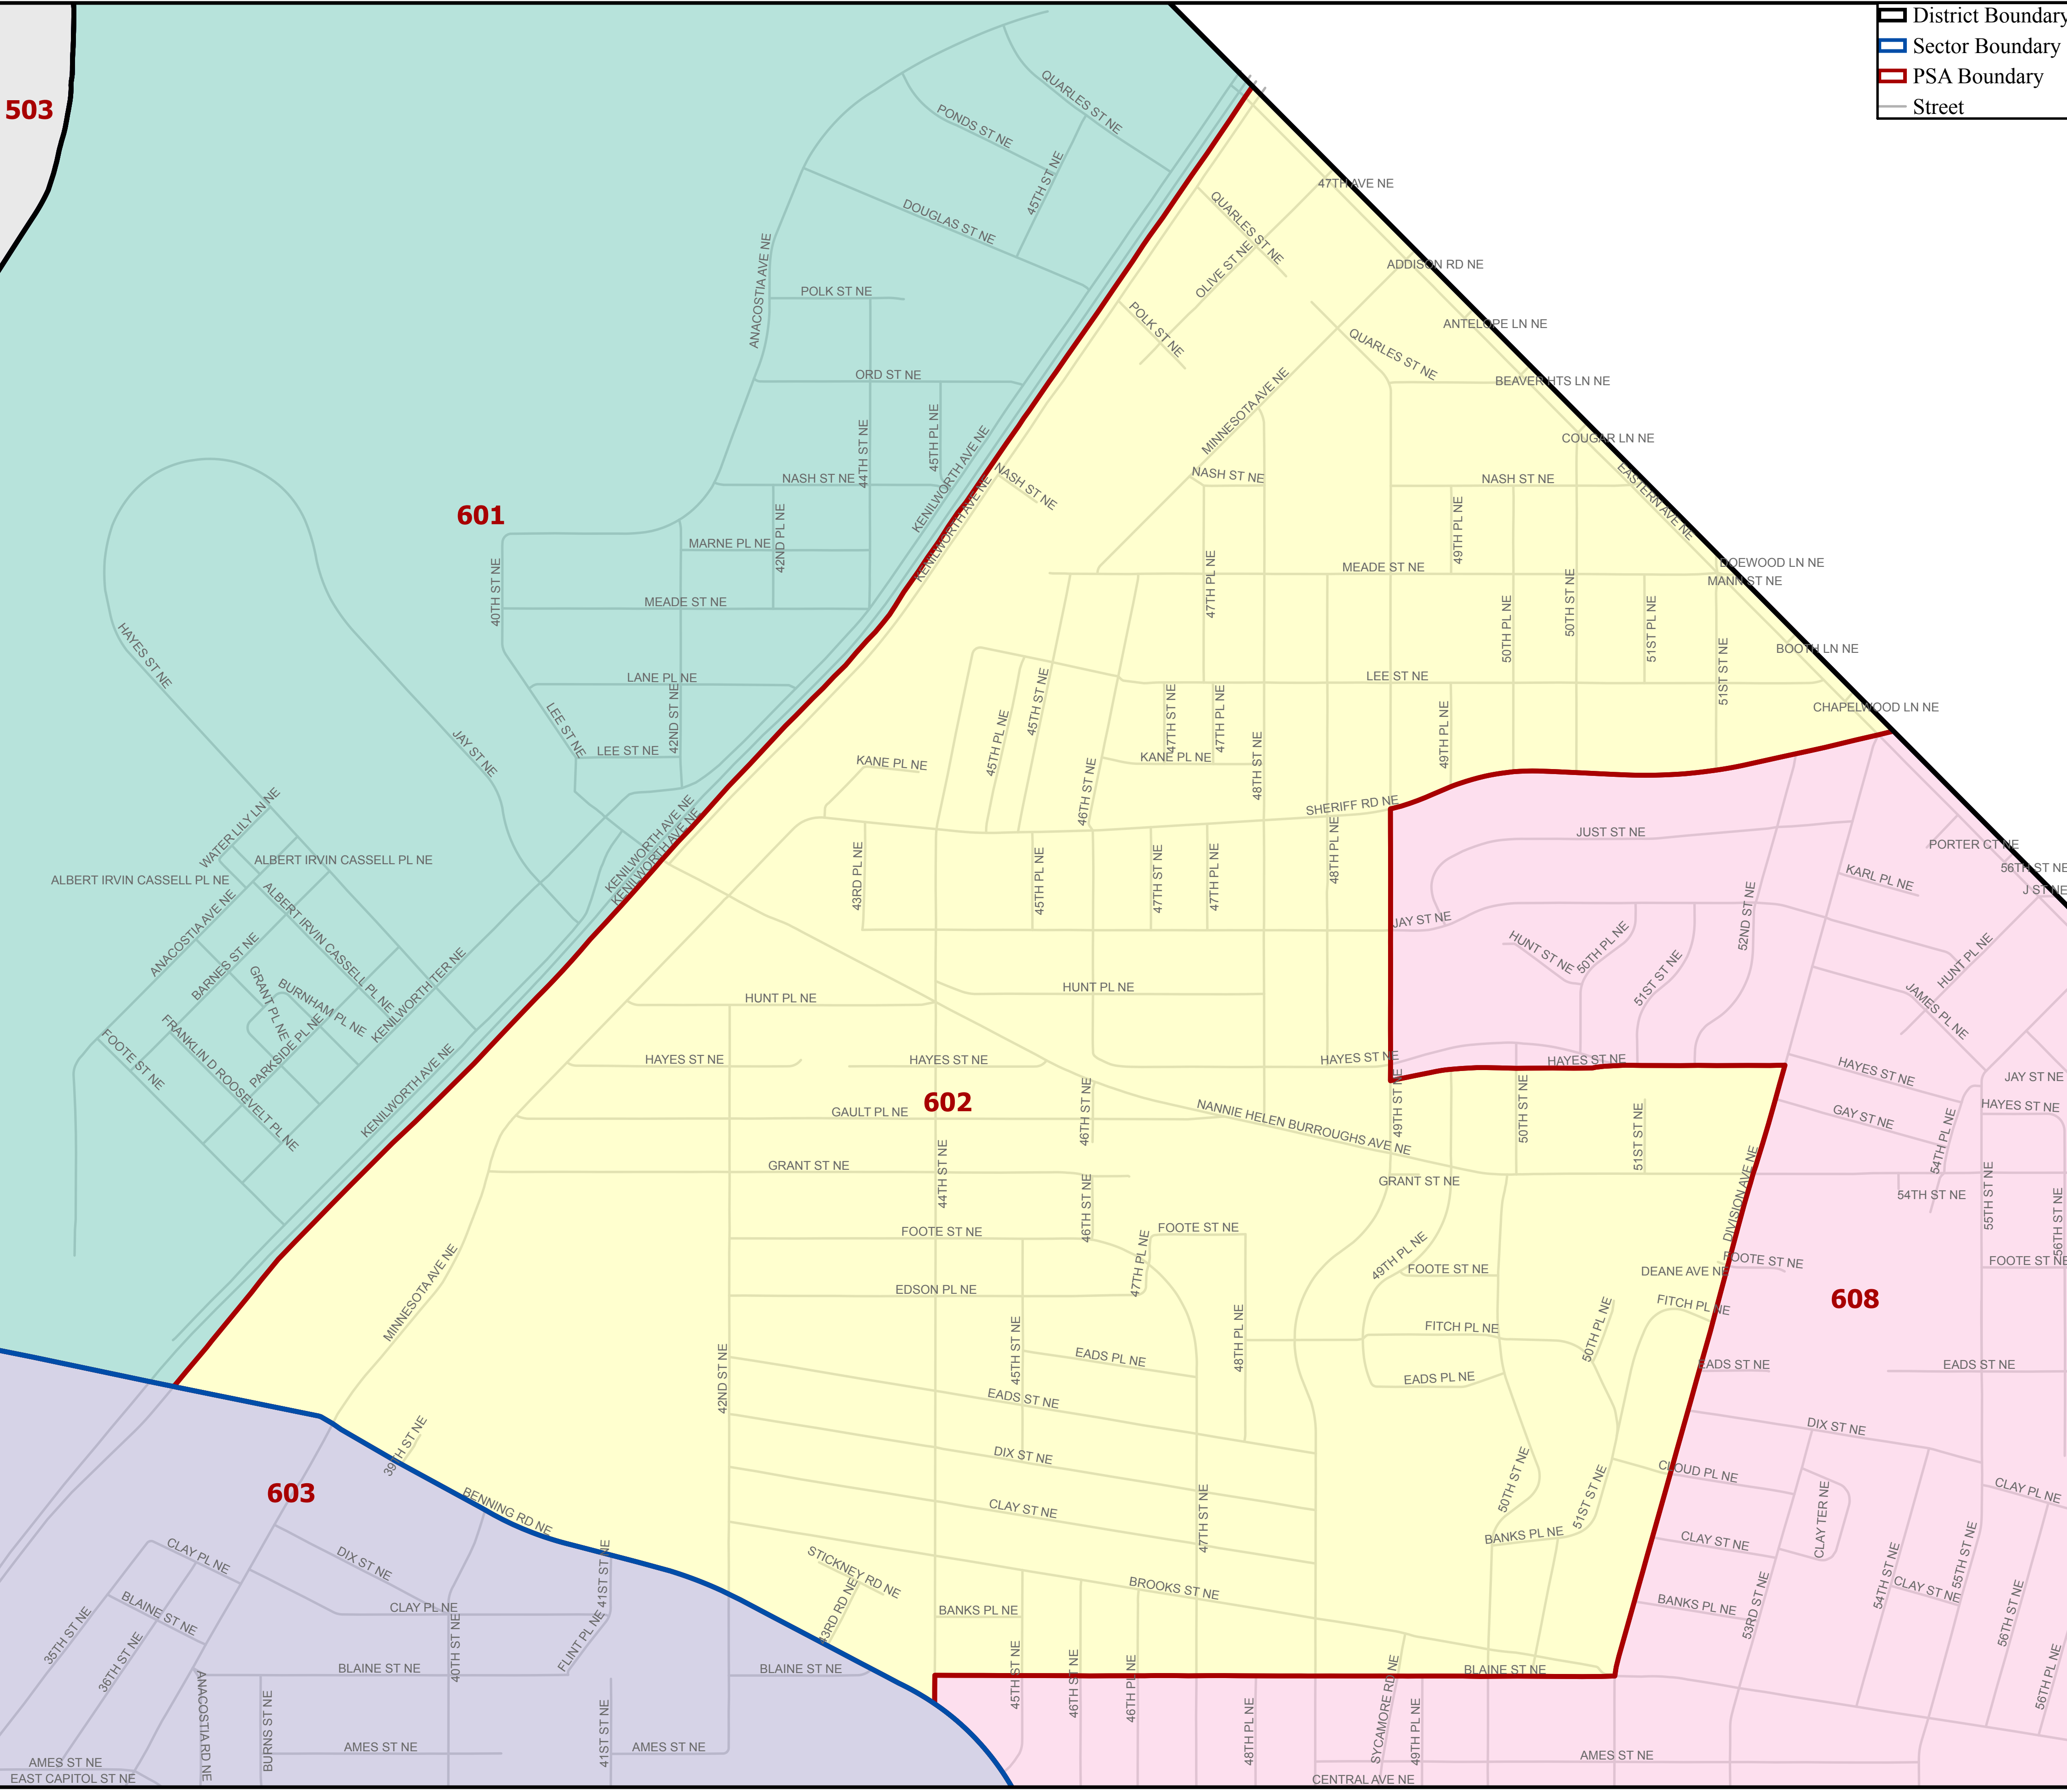 District Boundary
Sector Boundary
PSA Boundary
Street
503
QUARLES ST NE
PONDS ST NE
45TH ST NE
DOUGLAS ST NE
47TH AVE NE
QUARLES ST NE
OLIVE ST NE
ADDISON RD NE
ANACOSTIA AVE NE
POLK ST NE
POLK ST NE
ANTELOPE LN NE
QUARLES ST NE
ORD ST NE
BEAVER HTS LN NE
MINNESOTA AVE NE
45TH PL NE
44TH ST NE
KENILWORTH AVE NE
COUGAR LN NE
NASH ST NE
NASH ST NE
NASH ST NE
NASH ST NE
EASTERN AVE NE
601
KENILWORTH AVE NE
42ND PL NE
49TH PL NE
MARNE PL NE
40TH ST NE
MEADE ST NE
DOEWOOD LN NE
MANN ST NE
47TH PL NE
50TH PL NE
50TH ST NE
51ST PL NE
MEADE ST NE
HAYES ST NE
BOOTH LN NE
51ST ST NE
LANE PL NE
LEE ST NE
42ND ST NE
45TH ST NE
45TH PL NE
47TH ST NE
47TH PL NE
49TH PL NE
CHAPELWOOD LN NE
LEE ST NE
LEE ST NE
JAY ST NE
KANE PL NE
KANE PL NE
48TH ST NE
46TH ST NE
SHERIFF RD NE
WATER LILY LN NE
KENILWORTH AVE NE
KENILWORTH AVE NE
JUST ST NE
PORTER CT NE
ALBERT IRVIN CASSELL PL NE
ALBERT IRVIN CASSELL PL NE
43RD PL NE
45TH PL NE
47TH ST NE
47TH PL NE
48TH PL NE
56TH ST NE
KARL PL NE
J ST NE
ANACOSTIA AVE NE
ALBERT IRVIN CASSELL PL NE
JAY ST NE
52ND ST NE
BARNES ST NE
HUNT ST NE
50TH PL NE
51ST ST NE
HUNT PL NE
GRANT PL NE
BURNHAM PL NE
KENILWORTH TER NE
HUNT PL NE
HUNT PL NE
JAMES PL NE
FOOTE ST NE
FRANKLIN D ROOSEVELT PL NE
PARKSIDE PL NE
KENILWORTH AVE NE
HAYES ST NE
HAYES ST NE
HAYES ST NE
HAYES ST NE
HAYES ST NE
JAY ST NE
602
46TH ST NE
49TH ST NE
50TH ST NE
51ST ST NE
HAYES ST NE
GAY ST NE
54TH PL NE
GAULT PL NE
NANNIE HELEN BURROUGHS AVE NE
GRANT ST NE
44TH ST NE
46TH ST NE
GRANT ST NE
DIVISION AVE NE
54TH ST NE
55TH ST NE
56TH ST NE
FOOTE ST NE
FOOTE ST NE
MINNESOTA AVE NE
47TH PL NE
49TH PL NE
FOOTE ST NE
DEANE AVE NE
FOOTE ST NE
FOOTE ST NE
EDSON PL NE
608
FITCH PL NE
42ND ST NE
45TH ST NE
48TH PL NE
FITCH PL NE
50TH PL NE
EADS PL NE
EADS ST NE
EADS ST NE
EADS PL NE
EADS ST NE
39TH ST NE
DIX ST NE
DIX ST NE
603
BENNING RD NE
CLOUD PL NE
CLAY PL NE
50TH ST NE
51ST ST NE
CLAY ST NE
47TH ST NE
CLAY TER NE
BANKS PL NE
CLAY ST NE
CLAY PL NE
DIX ST NE
41ST ST NE
STICKNEY RD NE
43RD RD NE
BROOKS ST NE
54TH ST NE
55TH ST NE
CLAY ST NE
BLAINE ST NE
CLAY PL NE
BANKS PL NE
BANKS PL NE
53RD ST NE
56TH ST NE
35TH ST NE
36TH ST NE
40TH ST NE
FLINT PL NE
BLAINE ST NE
BLAINE ST NE
BLAINE ST NE
45TH ST NE
46TH ST NE
46TH PL NE
56TH PL NE
ANACOSTIA RD NE
BURNS ST NE
41ST ST NE
48TH PL NE
SYCAMORE RD NE
49TH PL NE
AMES ST NE
AMES ST NE
AMES ST NE
AMES ST NE
EAST CAPITOL ST NE
CENTRAL AVE NE